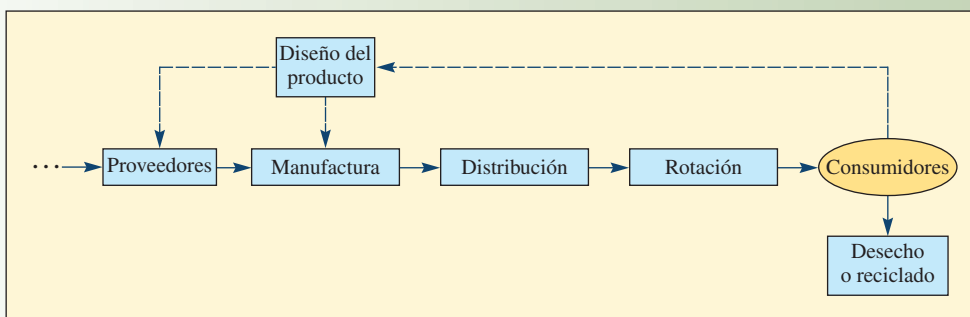 Diseño del
producto
... Proveedores Manufactura Distribución Rotación Consumidores
Desecho
o reciclado